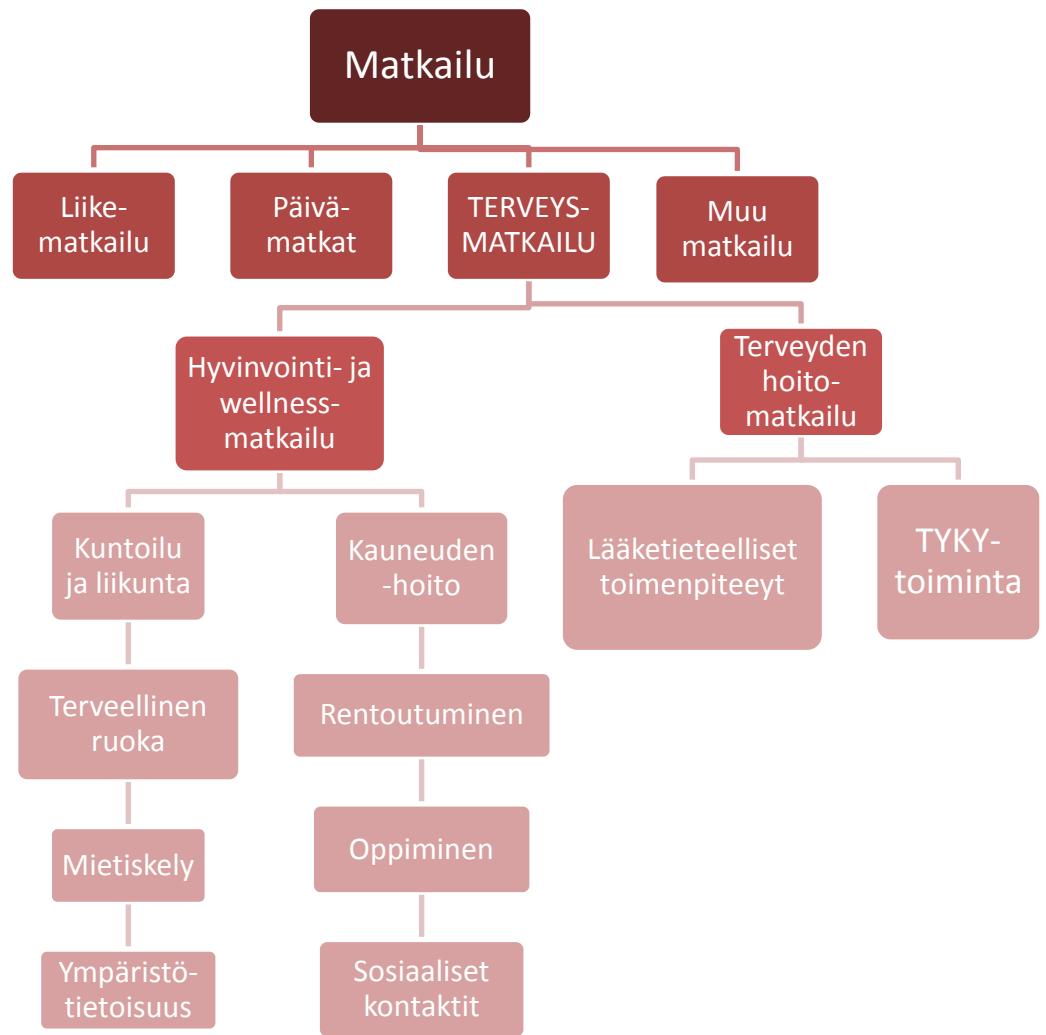 Matkailu
Liike-
matkailu
Päivä-
matkat
TERVEYS-
MATKAILU
Muu
matkailu
Hyvinvointi- ja
wellness-
matkailu
Terveyden
hoito-
matkailu
Kuntoilu
ja liikunta
Kauneuden
-hoito
Lääketieteelliset
toimenpiteeyt
TYKY-
toiminta
Terveellinen
ruoka
Rentoutuminen
Mietiskely
Oppiminen
Ympäristö-
tietoisuus
Sosiaaliset
kontaktit